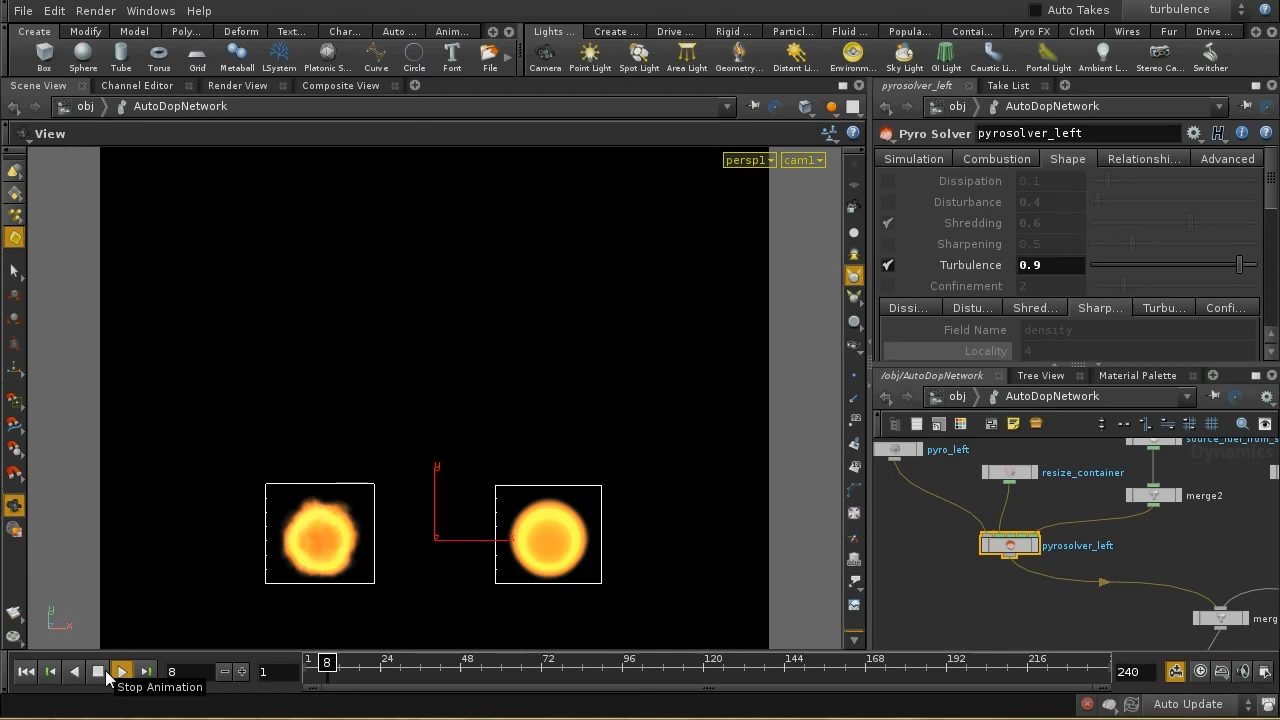 File Edit Render Windows Help Auto Takes turbulence
Create Modify Model Poly... Deform Text... Char... Auto ... Anim... Lights ... Create ... Drive ... Rigid ... Particl... Fluid ... Popula... Contai... Pyro FX Cloth Wires Fur Drive ...
Box Sphere Tube Torus Grid Metaball LSystem Platonic S... Curve Circle Font File Camera Point Light Spot Light Area Light Geometry... Distant Li... Environm... Sky Light GI Light Caustic Li... Portal Light Ambient L... Stereo Ca... Switcher
Scene View Channel Editor Render View Composite View pyrosolver_left Take List
obj AutoDopNetwork obj AutoDopNetwork
View Pyro Solver pyrosolver_left
persp1 cam1 Simulation Combustion Shape Relationshi... Advanced
Dissipation 0.1
Disturbance 0.4
Shredding 0.6
Sharpening 0.5
Turbulence 0.9
Confinement 2
Dissi... Distu... Shred... Sharp... Turbu... Confi...
Field Name density
Locality 4
/obj/AutoDopNetwork Tree View Material Palette
obj AutoDopNetwork
Dynamics
pyro_left
resize_container
merge2
pyrosolver_left
merg
y
y x
8 1 1 8 24 48 72 96 120 144 168 192 216 240
Stop Animation
Auto Update